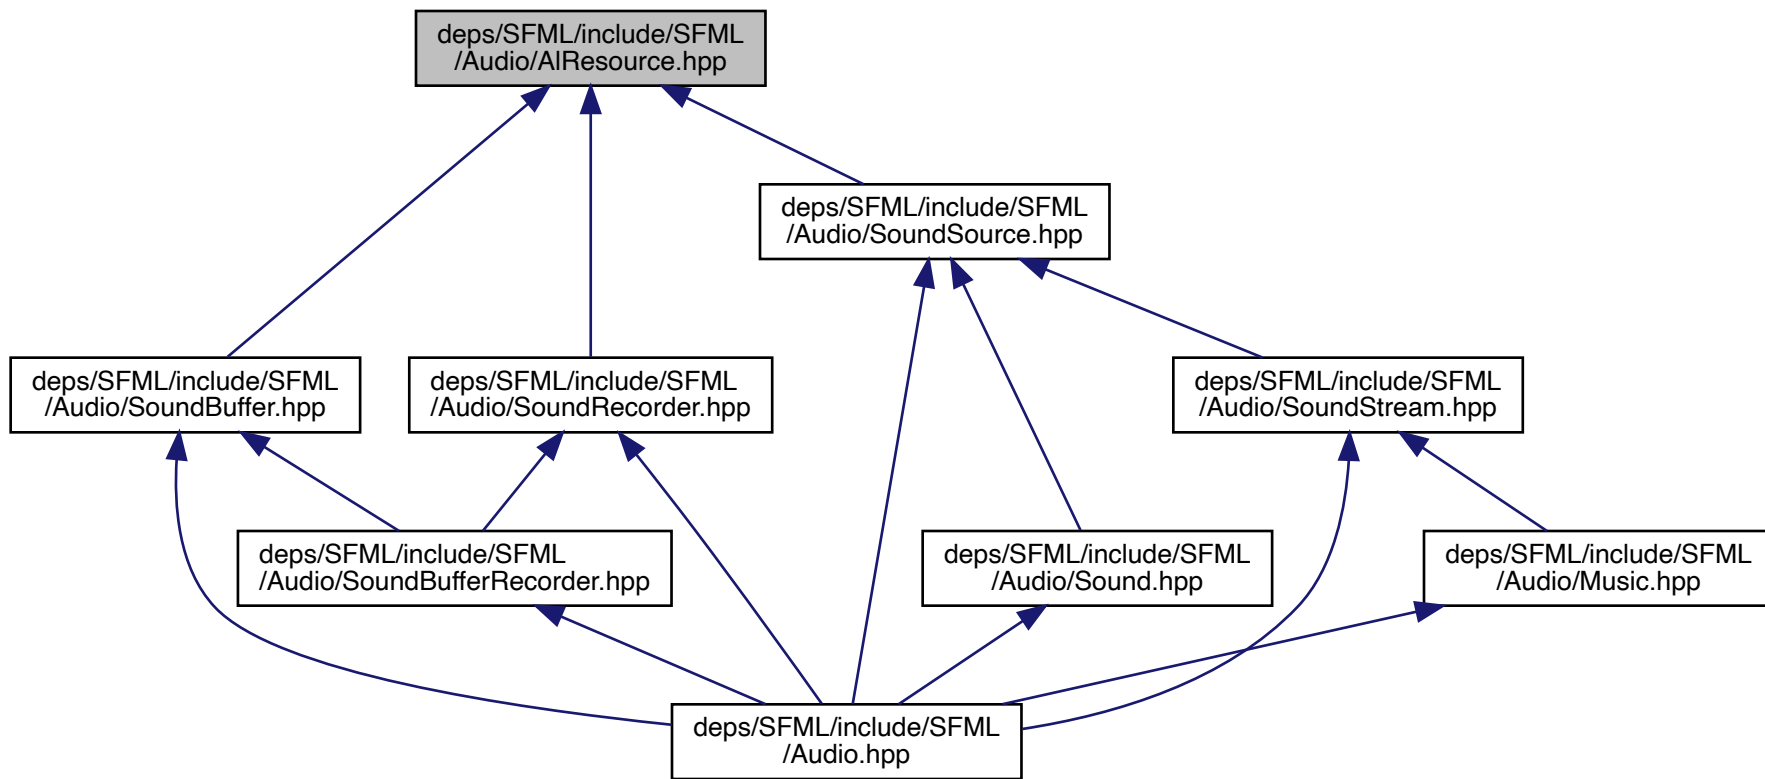 deps/SFML/include/SFML
/Audio/AlResource.hpp
deps/SFML/include/SFML
/Audio/SoundSource.hpp
deps/SFML/include/SFML
/Audio/SoundBuffer.hpp
deps/SFML/include/SFML
/Audio/SoundRecorder.hpp
deps/SFML/include/SFML
/Audio/SoundStream.hpp
deps/SFML/include/SFML
/Audio/SoundBufferRecorder.hpp
deps/SFML/include/SFML
/Audio/Sound.hpp
deps/SFML/include/SFML
/Audio/Music.hpp
deps/SFML/include/SFML
/Audio.hpp